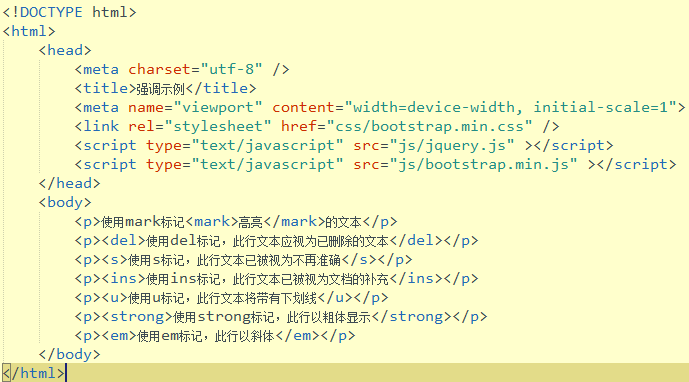 <!DOCTYPE html>
<html>
<head>
<meta charset="utf-8" />
<title>强调示例</title>
<meta name="viewport" content="width=device-width, initial-scale=1">
<link rel="stylesheet" href="css/bootstrap.min.css" />
<script type="text/javascript" src="js/jquery.js" ></script>
<script type="text/javascript" src="js/bootstrap.min.js" ></script>
</head>
<body>
<p>使用mark标记<mark>高亮</mark>的文本</p>
<p><del>使用del标记，此行文本应视为已删除的文本</del></p>
<p><s>使用s标记，此行文本已被视为不再准确</s></p>
<p><ins>使用ins标记，此行文本已被视为文档的补充</ins></p>
<p><u>使用u标记，此行文本将带有下划线</u></p>
<p><strong>使用strong标记，此行以粗体显示</strong></p>
<p><em>使用em标记，此行以斜体</em></p>
</body>
</html>